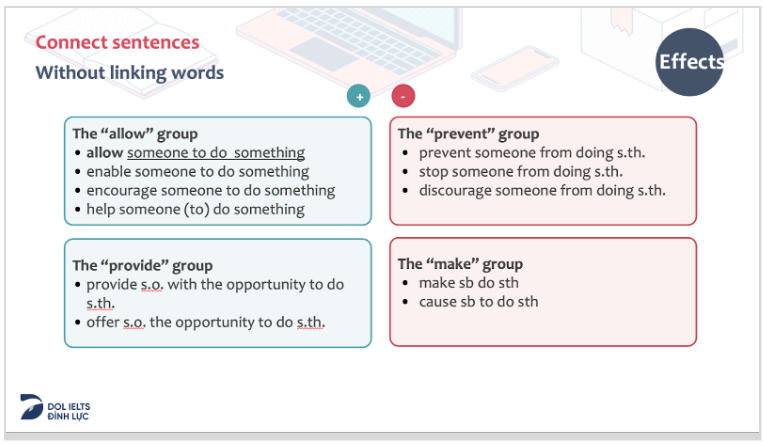 Connect sentences
Without linking words
Effects
+
-
The “allow” group
• allow someone to do something
• enable someone to do something
• encourage someone to do something
• help someone (to) do something
The “prevent” group
• prevent someone from doing s.th.
• stop someone from doing s.th.
• discourage someone from doing s.th.
The “provide” group
• provide s.o. with the opportunity to do
s.th.
• offer s.o. the opportunity to do s.th.
The “make” group
• make sb do sth
• cause sb to do sth
DOL IELTS
ĐÌNH LỰC